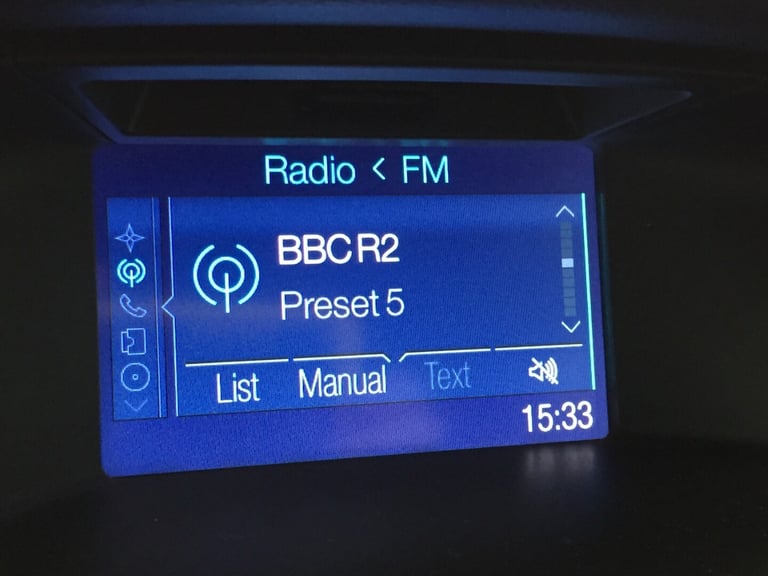 Radio < FM
BBC R2
Preset 5
List Manual Text
15:33